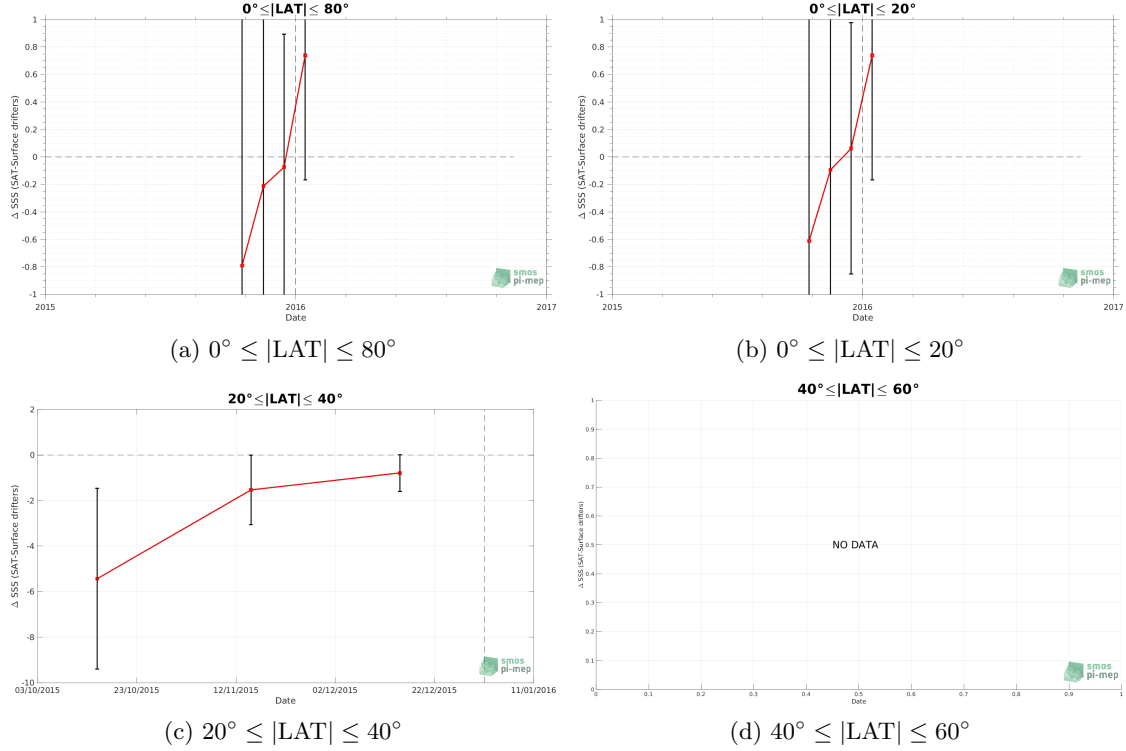 0°≤|LAT|≤ 80°
1
0.8
0.6
0.4
0.2
0
-0.2
-0.4
-0.6
-0.8
-1
Δ SSS (SAT-Surface drifters)
2015
2016
2017
Date
smos
pi-mep
(a) 0° ≤ |LAT| ≤ 80°
0°≤|LAT|≤ 20°
1
0.8
0.6
0.4
0.2
0
-0.2
-0.4
-0.6
-0.8
-1
Δ SSS (SAT-Surface drifters)
2015
2016
2017
Date
smos
pi-mep
(b) 0° ≤ |LAT| ≤ 20°
20°≤|LAT|≤ 40°
2
0
-2
-4
-6
-8
-10
Δ SSS (SAT-Surface drifters)
03/10/2015
23/10/2015
12/11/2015
02/12/2015
22/12/2015
11/01/2016
Date
smos
pi-mep
(c) 20° ≤ |LAT| ≤ 40°
40°≤|LAT|≤ 60°
1
0.9
0.8
0.7
0.6
0.5
0.4
0.3
0.2
0.1
0
Δ SSS (SAT-Surface drifters)
NO DATA
0
0.1
0.2
0.3
0.4
0.5
0.6
0.7
0.8
0.9
1
Date
smos
pi-mep
(d) 40° ≤ |LAT| ≤ 60°